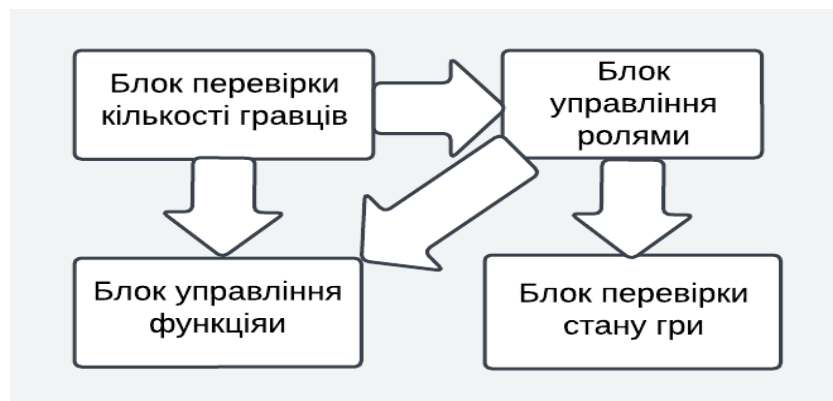 Блок перевірки
кількості гравців
Блок
управління
ролями
Блок управління
функціяи
Блок перевірки
стану гри